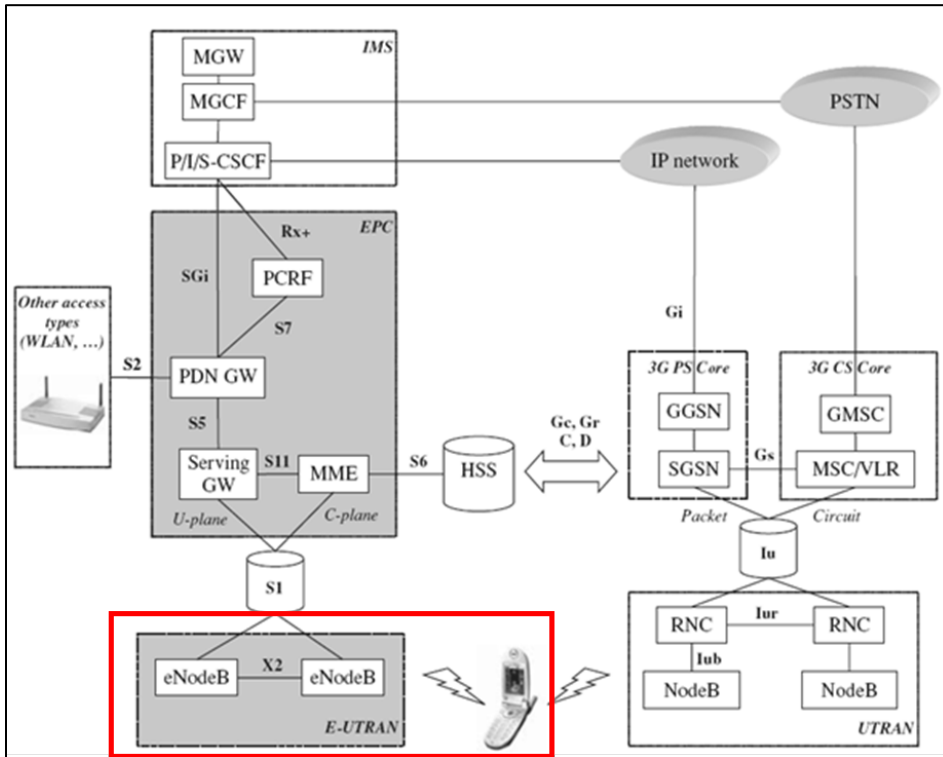 IMS
MGW
MGCF
P/I/S-CSCF
PSTN
IP network
EPC
Rx+
SGi
PCRF
S7
Gi
Other access
types
(WLAN, …)
S2
PDN GW
S5
Serving
GW
S11
MME
S6
HSS
Gc, Gr
C, D
3G PS Core
GGSN
SGSN
Gs
3G CS Core
GMSC
MSC/VLR
U-plane
C-plane
Packet
Circuit
S1
Iu
eNodeB
X2
eNodeB
E-UTRAN
RNC
Iur
RNC
Iub
NodeB
NodeB
UTRAN